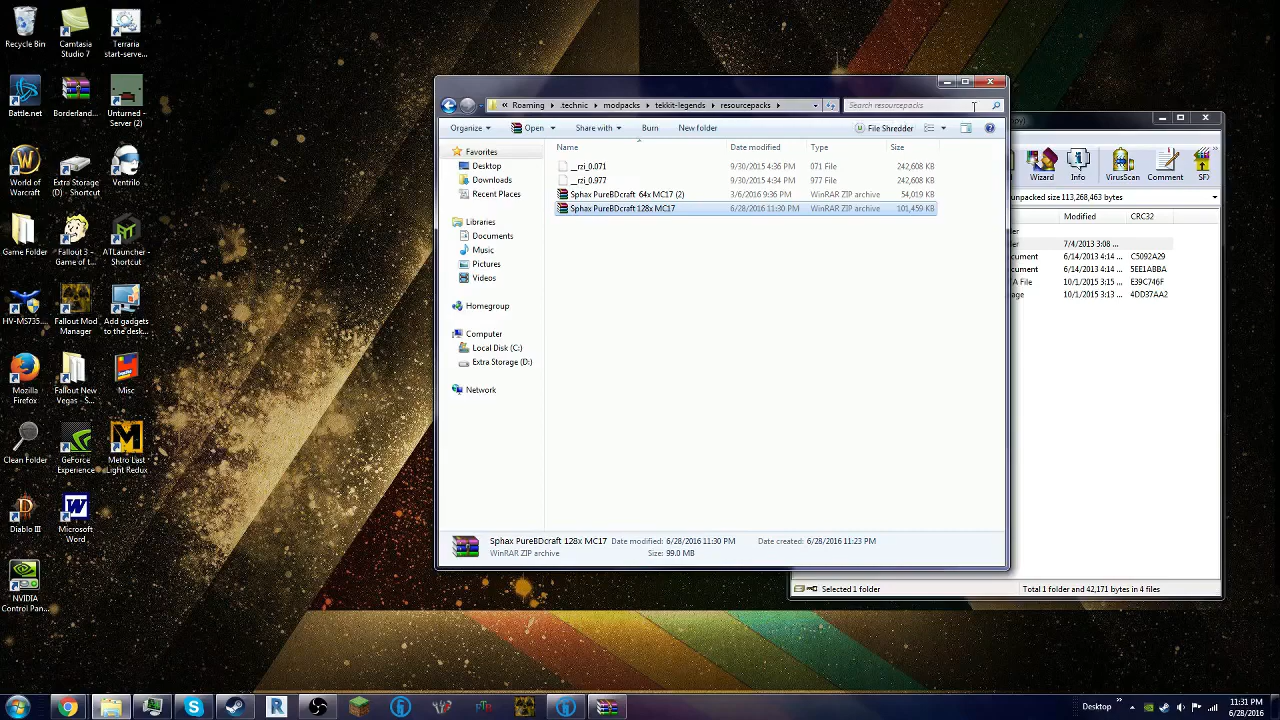 Recycle Bin
Camtasia Studio 7
Terraria start-serve...
Battle.net
Borderland...
Unturned - Server (2)
World of Warcraft
Extra Storage (D) - Shortcut
Ventrilo
Game Folder
Fallout 3 - Game of t...
ATLauncher - Shortcut
HV-MS735...
Fallout Mod Manager
Add gadgets to the desk...
Mozilla Firefox
Fallout New Vegas - S...
Misc
Clean Folder
GeForce Experience
Metro Last Light Redux
Diablo III
Microsoft Word
NVIDIA Control Pan...
« Roaming ▸ .technic ▸ modpacks ▸ tekkit-legends ▸ resourcepacks ▸
Search resourcepacks
Organize Open Share with Burn New folder File Shredder
Name Date modified Type Size
Favorites
Desktop
Downloads
Recent Places
Libraries
Documents
Music
Pictures
Videos
Homegroup
Computer
Local Disk (C:)
Extra Storage (D:)
Network
__rzi_0.071 9/30/2015 4:36 PM 071 File 242,608 KB
__rzi_0.977 9/30/2015 4:34 PM 977 File 242,608 KB
Sphax PureBDcraft 64x MC17 (2) 3/6/2016 9:36 PM WinRAR ZIP archive 54,019 KB
Sphax PureBDcraft 128x MC17 6/28/2016 11:30 PM WinRAR ZIP archive 101,459 KB
Sphax PureBDcraft 128x MC17 Date modified: 6/28/2016 11:30 PM Date created: 6/28/2016 11:23 PM
WinRAR ZIP archive Size: 99.0 MB
Wizard Info VirusScan Comment SFX
unpacked size 113,268,463 bytes
Modified CRC32
7/4/2013 3:08 ...
6/14/2013 4:14 ... C5092A29
6/14/2013 4:14 ... 5EE1ABBA
10/1/2015 3:15 ... E39C746F
10/1/2015 3:13 ... 4DD37AA2
Selected 1 folder Total 1 folder and 42,171 bytes in 4 files
Desktop
11:31 PM
6/28/2016